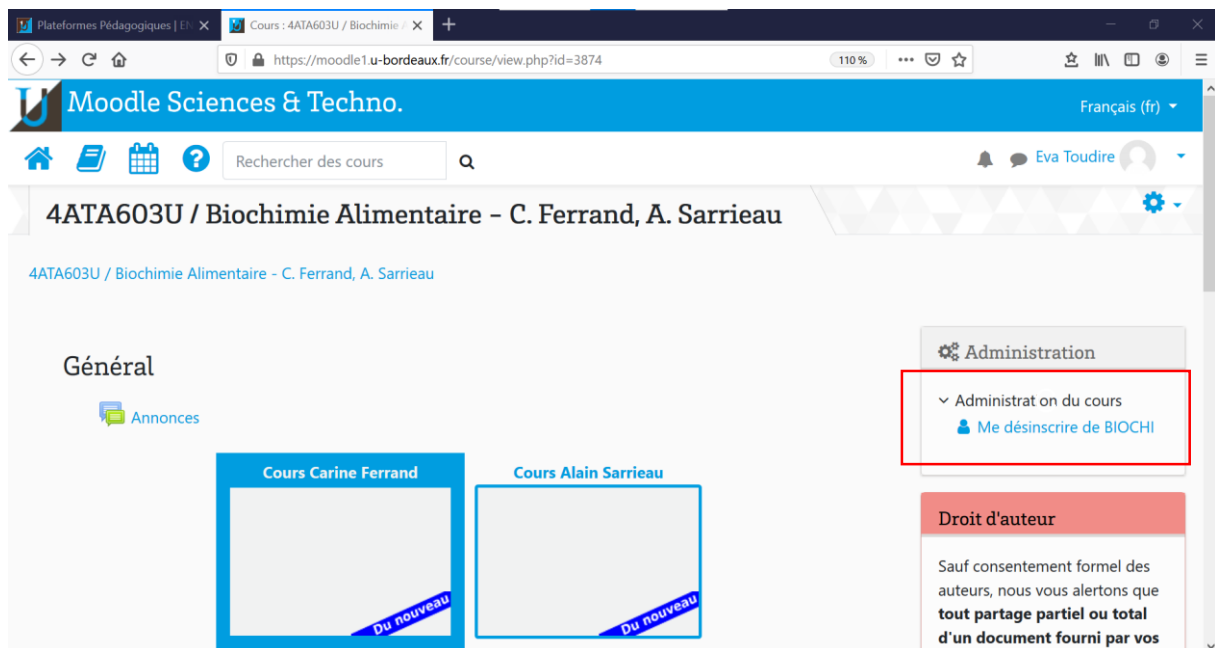 Plateformes Pédagogiques | EN
Cours : 4ATA603U / Biochimie A
https://moodle1.u-bordeaux.fr/course/view.php?id=3874
110 %
Moodle Sciences & Techno.
Français (fr)
Rechercher des cours
Eva Toudire
4ATA603U / Biochimie Alimentaire - C. Ferrand, A. Sarrieau
4ATA603U / Biochimie Alimentaire - C. Ferrand, A. Sarrieau
Général
Annonces
Cours Carine Ferrand
Du nouveau
Cours Alain Sarrieau
Du nouveau
Administration
Administrat on du cours
Me désinscrire de BIOCHI
Droit d'auteur
Sauf consentement formel des
auteurs, nous vous alertons que
tout partage partiel ou total
d'un document fourni par vos